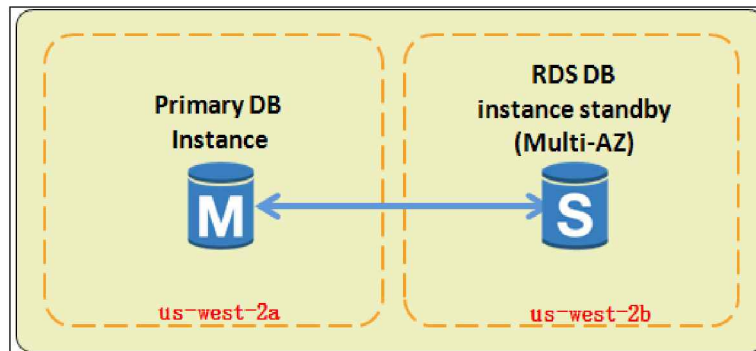 Primary DB
Instance
M
us-west-2a
RDS DB
instance standby
(Multi-AZ)
S
us-west-2b